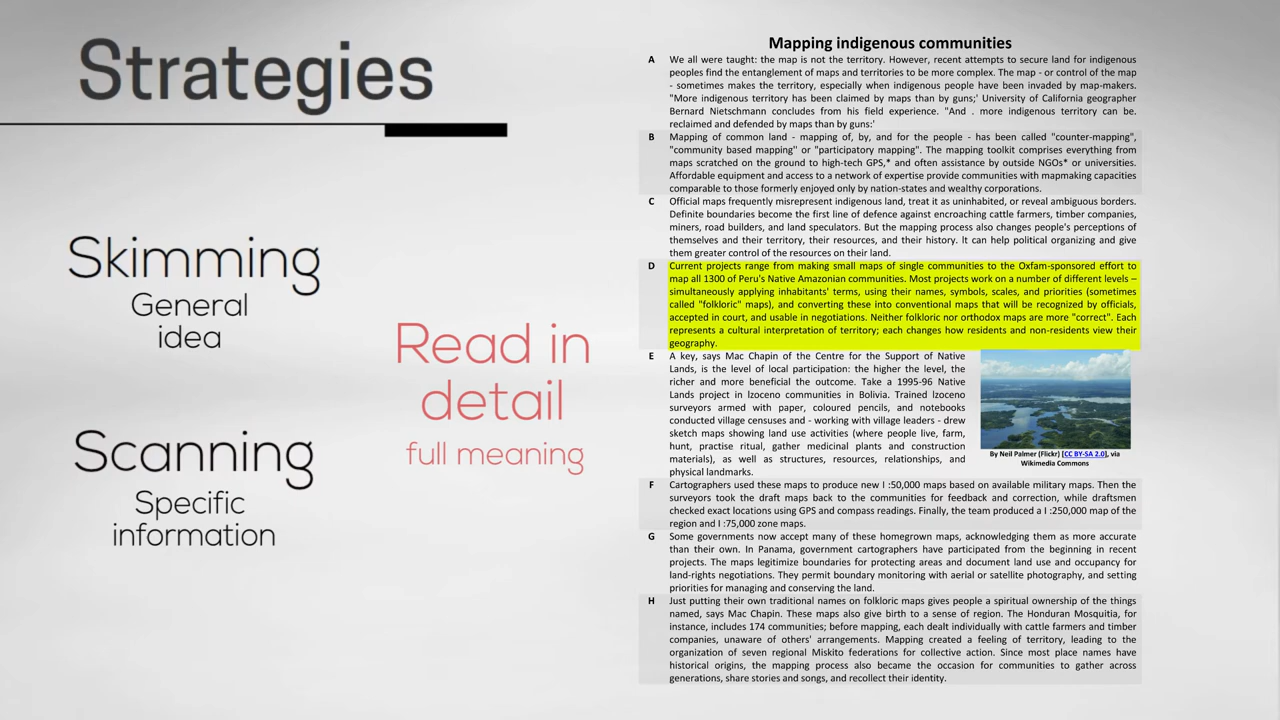 Strategies
Skimming
General
idea
Scanning
Specific
information
Read in
detail
full meaning
Mapping indigenous communities
A We all were taught: the map is not the territory. However, recent attempts to secure land for indigenous
peoples find the entanglement of maps and territories to be more complex. The map - or control of the map
- sometimes makes the territory, especially when indigenous people have been invaded by map-makers.
"More indigenous territory has been claimed by maps than by guns;' University of California geographer
Bernard Nietschmann concludes from his field experience. "And . more indigenous territory can be.
reclaimed and defended by maps than by guns:'
B Mapping of common land - mapping of, by, and for the people - has been called "counter-mapping",
"community based mapping" or "participatory mapping". The mapping toolkit comprises everything from
maps scratched on the ground to high-tech GPS,* and often assistance by outside NGOs* or universities.
Affordable equipment and access to a network of expertise provide communities with mapmaking capacities
comparable to those formerly enjoyed only by nation-states and wealthy corporations.
C Official maps frequently misrepresent indigenous land, treat it as uninhabited, or reveal ambiguous borders.
Definite boundaries become the first line of defence against encroaching cattle farmers, timber companies,
miners, road builders, and land speculators. But the mapping process also changes people's perceptions of
themselves and their territory, their resources, and their history. lt can help political organizing and give
them greater control of the resources on their land.
D Current projects range from making small maps of single communities to the Oxfam-sponsored effort to
map all 1300 of Peru's Native Amazonian communities. Most projects work on a number of different levels –
simultaneously applying inhabitants' terms, using their names, symbols, scales, and priorities (sometimes
called "folkloric" maps), and converting these into conventional maps that will be recognized by officials,
accepted in court, and usable in negotiations. Neither folkloric nor orthodox maps are more "correct". Each
represents a cultural interpretation of territory; each changes how residents and non-residents view their
geography.
E A key, says Mac Chapin of the Centre for the Support of Native
Lands, is the level of local participation: the higher the level, the
richer and more beneficial the outcome. Take a 1995-96 Native
Lands project in lzoceno communities in Bolivia. Trained lzoceno
surveyors armed with paper, coloured pencils, and notebooks
conducted village censuses and - working with village leaders - drew
sketch maps showing land use activities (where people live, farm,
hunt, practise ritual, gather medicinal plants and construction
materials), as well as structures, resources, relationships, and
physical landmarks.
By Neil Palmer (Flickr) [CC BY-SA 2.0], via
Wikimedia Commons
F Cartographers used these maps to produce new I :50,000 maps based on available military maps. Then the
surveyors took the draft maps back to the communities for feedback and correction, while draftsmen
checked exact locations using GPS and compass readings. Finally, the team produced a I :250,000 map of the
region and I :75,000 zone maps.
G Some governments now accept many of these homegrown maps, acknowledging them as more accurate
than their own. In Panama, government cartographers have participated from the beginning in recent
projects. The maps legitimize boundaries for protecting areas and document land use and occupancy for
land-rights negotiations. They permit boundary monitoring with aerial or satellite photography, and setting
priorities for managing and conserving the land.
H Just putting their own traditional names on folkloric maps gives people a spiritual ownership of the things
named, says Mac Chapin. These maps also give birth to a sense of region. The Honduran Mosquitia, for
instance, includes 174 communities; before mapping, each dealt individually with cattle farmers and timber
companies, unaware of others' arrangements. Mapping created a feeling of territory, leading to the
organization of seven regional Miskito federations for collective action. Since most place names have
historical origins, the mapping process also became the occasion for communities to gather across
generations, share stories and songs, and recollect their identity.